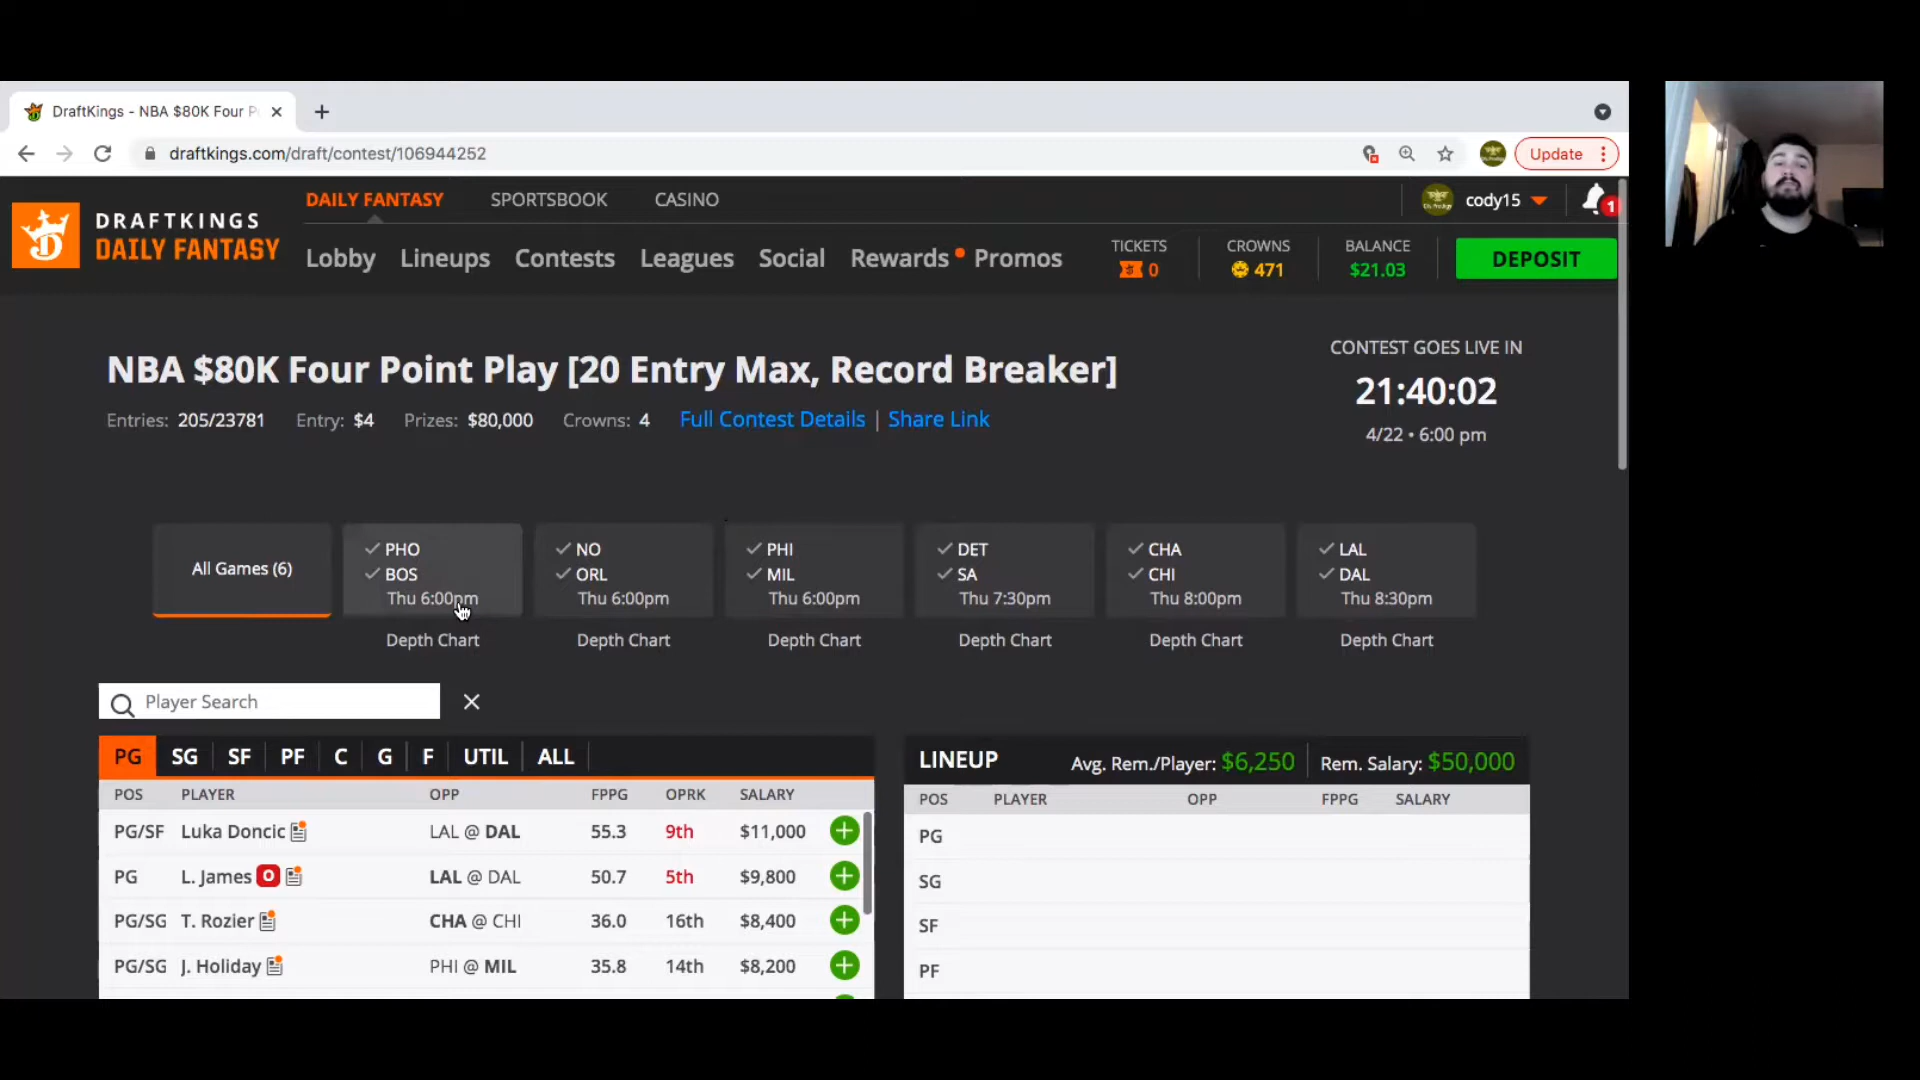 DraftKings - NBA $80K Four P
draftkings.com/draft/contest/106944252
Update
DRAFTKINGS
DAILY FANTASY
DAILY FANTASY SPORTSBOOK CASINO
cody15
1
Lobby Lineups Contests Leagues Social Rewards Promos
TICKETS
0
CROWNS
471
BALANCE
$21.03
DEPOSIT
NBA $80K Four Point Play [20 Entry Max, Record Breaker]
Entries: 205/23781 Entry: $4 Prizes: $80,000 Crowns: 4 Full Contest Details | Share Link
CONTEST GOES LIVE IN
21:40:02
4/22 • 6:00 pm
All Games (6)
PHO
BOS
Thu 6:00pm
Depth Chart
NO
ORL
Thu 6:00pm
Depth Chart
PHI
MIL
Thu 6:00pm
Depth Chart
DET
SA
Thu 7:30pm
Depth Chart
CHA
CHI
Thu 8:00pm
Depth Chart
LAL
DAL
Thu 8:30pm
Depth Chart
Player Search
PG SG SF PF C G F UTIL ALL
POS PLAYER OPP FPPG OPRK SALARY
PG/SF Luka Doncic LAL @ DAL 55.3 9th $11,000
PG L. James O LAL @ DAL 50.7 5th $9,800
PG/SG T. Rozier CHA @ CHI 36.0 16th $8,400
PG/SG J. Holiday PHI @ MIL 35.8 14th $8,200
LINEUP Avg. Rem./Player: $6,250 Rem. Salary: $50,000
POS PLAYER OPP FPPG SALARY
PG
SG
SF
PF